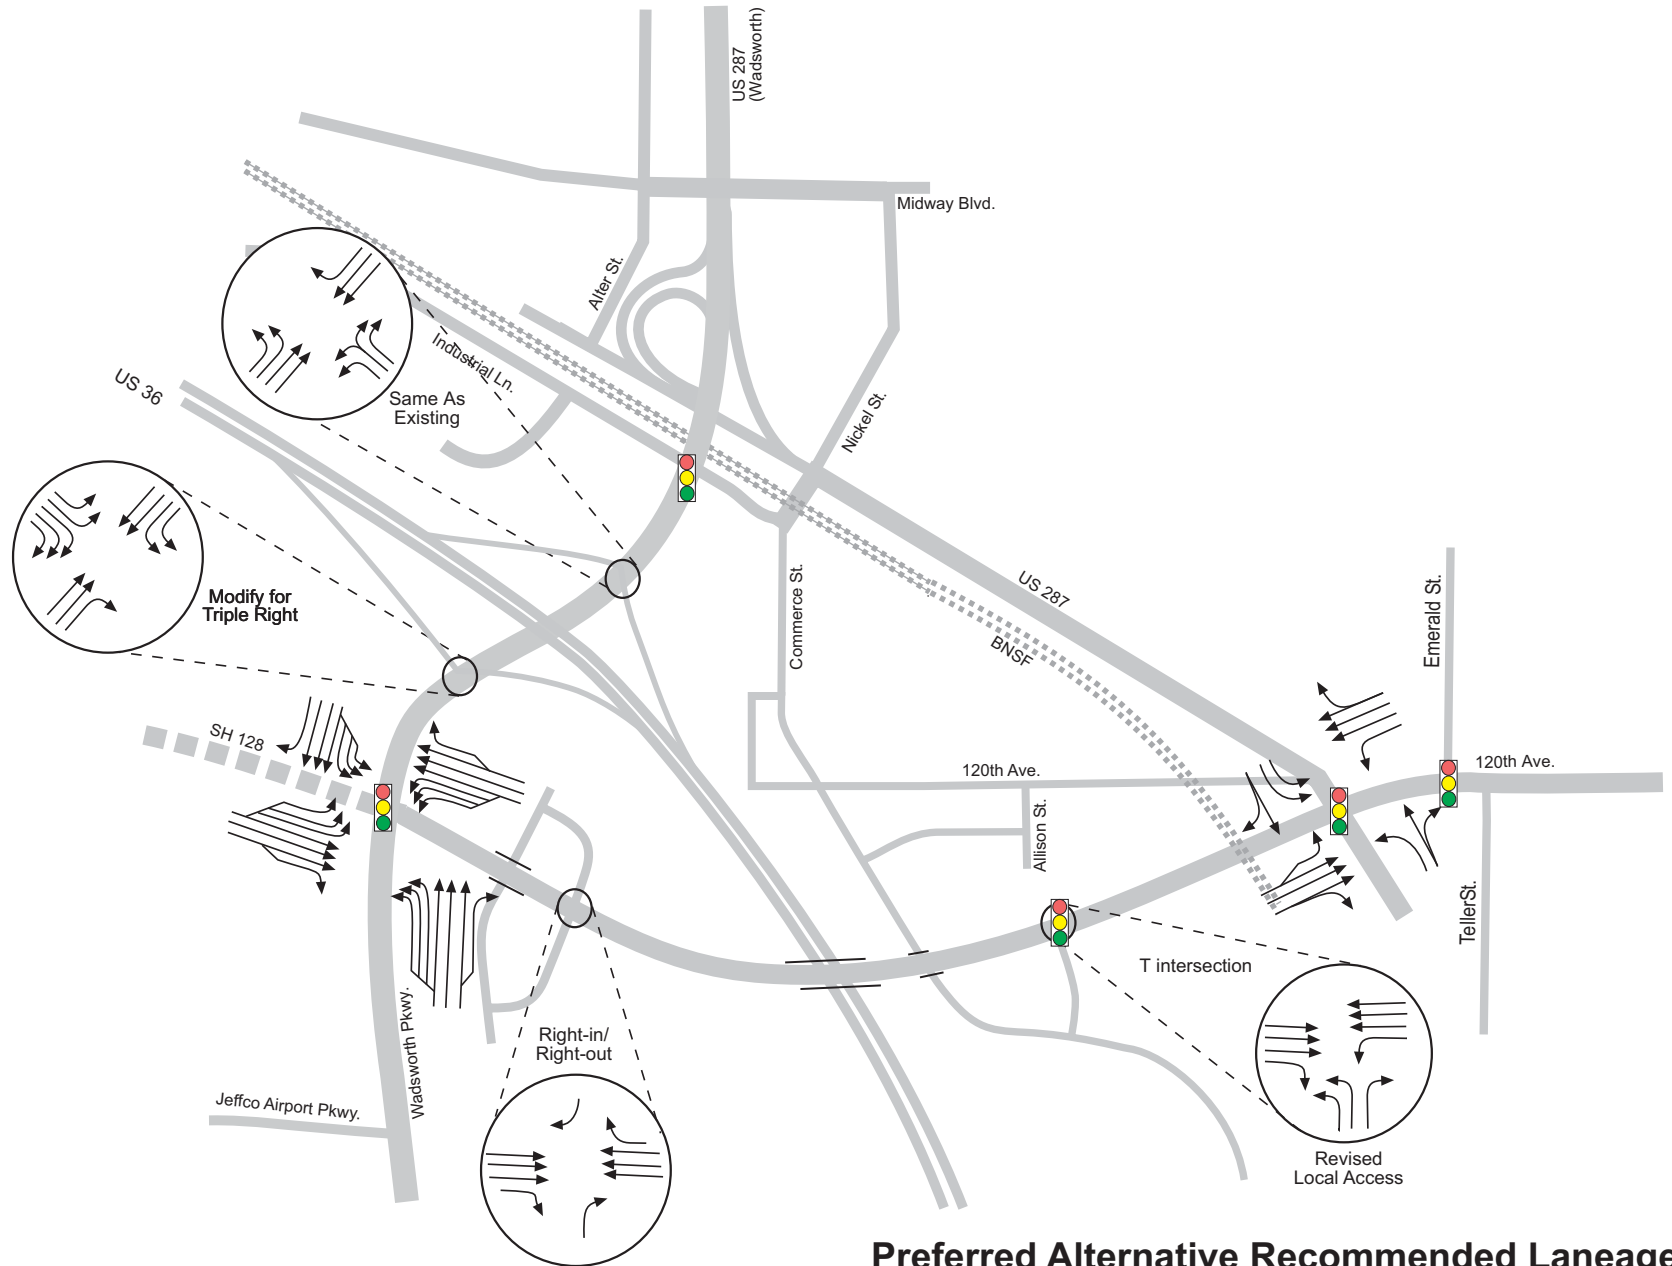 US 287
(Wadsworth)
Midway Blvd.
Alter St.
Industrial Ln.
Same As
Existing
US 36
Nickel St.
Modify for
Triple Right
US 287
Commerce St.
BNSF
Emerald St.
SH 128
120th Ave.
120th Ave.
Allison St.
TellerSt.
T intersection
Wadsworth Pkwy.
Right-in/
Right-out
Jeffco Airport Pkwy.
Revised
Local Access
Preferred Alternative Recommended Laneage